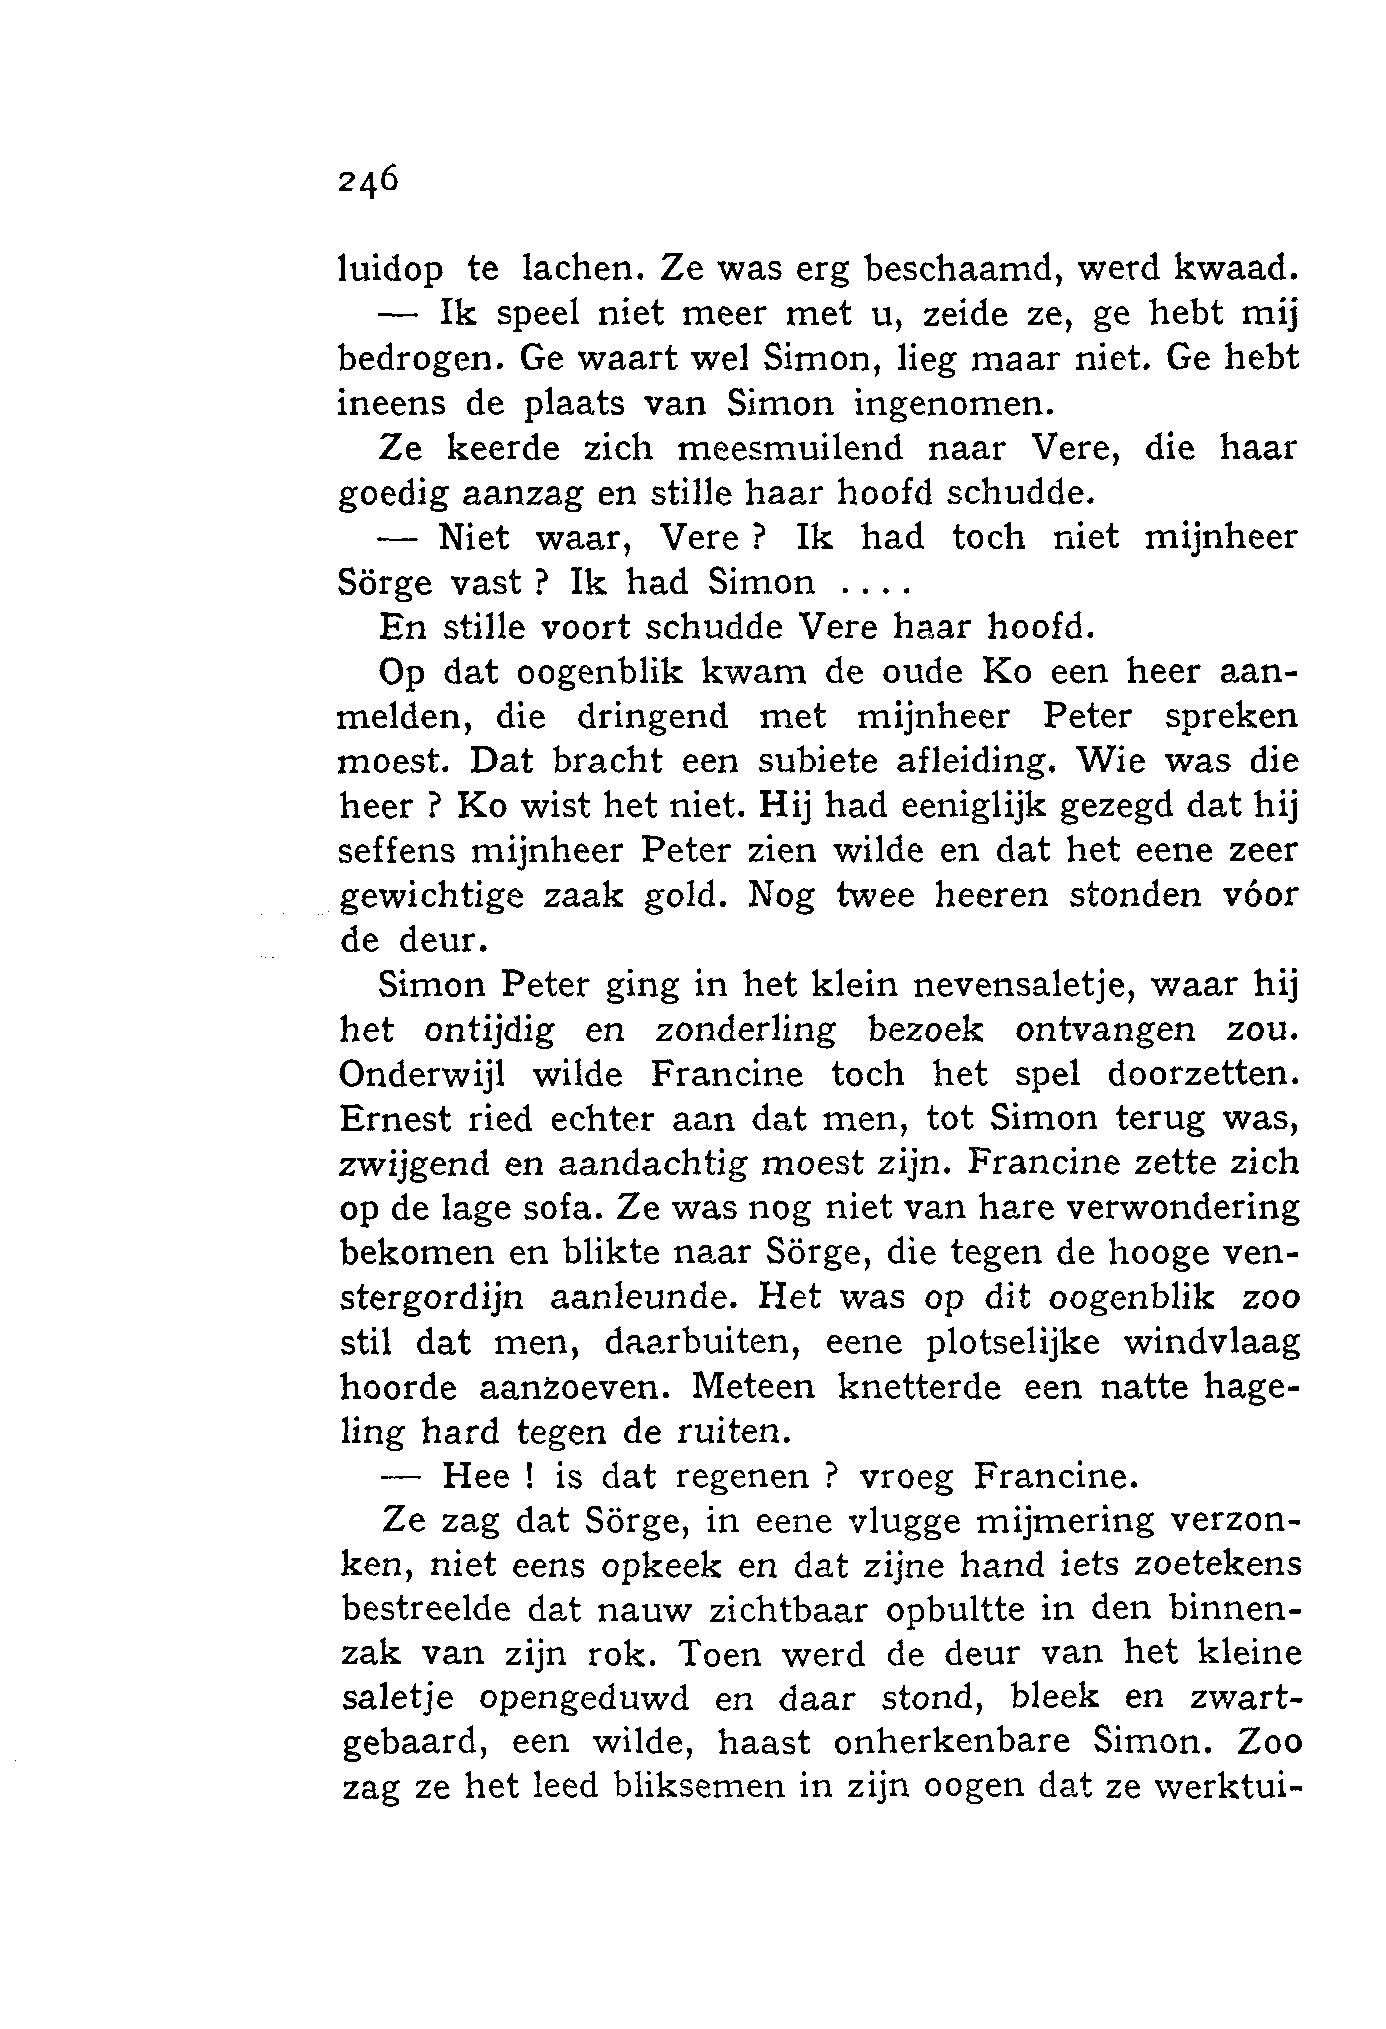 246
luidop te lachen. Ze was erg beschaamd, werd kwaad.
— Ik speel niet meer met u, zeide ze, ge hebt mij
bedrogen. Ge waart wel Simon, lieg maar niet. Ge hebt
ineens de plaats van Simon ingenomen.
Ze keerde zich meesmuilend naar Vere, die haar
goedig aanzag en stille haar hoofd schudde.
— Niet waar, Vere ? Ik had toch niet mijnheer
Sörge vast ? Ik had Simon ....
En stille voort schudde Vere haar hoofd.
Op dat oogenblik kwam de oude Ko een heer aan-
melden, die dringend met mijnheer Peter spreken
moest. Dat bracht een subiete afleiding. Wie was die
heer ? Ko wist het niet. Hij had eeniglijk gezegd dat hij
seffens mijnheer Peter zien wilde en dat het eene zeer
gewichtige zaak gold. Nog twee heeren stonden vóor
de deur.
Simon Peter ging in het klein nevensaletje, waar hij
het ontijdig en zonderling bezoek ontvangen zou.
Onderwijl wilde Francine toch het spel doorzetten.
Ernest ried echter aan dat men, tot Simon terug was,
zwijgend en aandachtig moest zijn. Francine zette zich
op de lage sofa. Ze was nog niet van hare verwondering
bekomen en blikte naar Sörge, die tegen de hooge ven-
stergordijn aanleunde. Het was op dit oogenblik zoo
stil dat men, daarbuiten, eene plotselijke windvlaag
hoorde aanzoeven. Meteen knetterde een natte hage-
ling hard tegen de ruiten.
— Hee ! is dat regenen ? vroeg Francine.
Ze zag dat Sörge, in eene vlugge mijmering verzon-
ken, niet eens opkeek en dat zijne hand iets zoetekens
bestreelde dat nauw zichtbaar opbultte in den binnen-
zak van zijn rok. Toen werd de deur van het kleine
saletje opengeduwd en daar stond, bleek en zwart-
gebaard, een wilde, haast onherkenbare Simon. Zoo
zag ze het leed bliksemen in zijn oogen dat ze werktui-